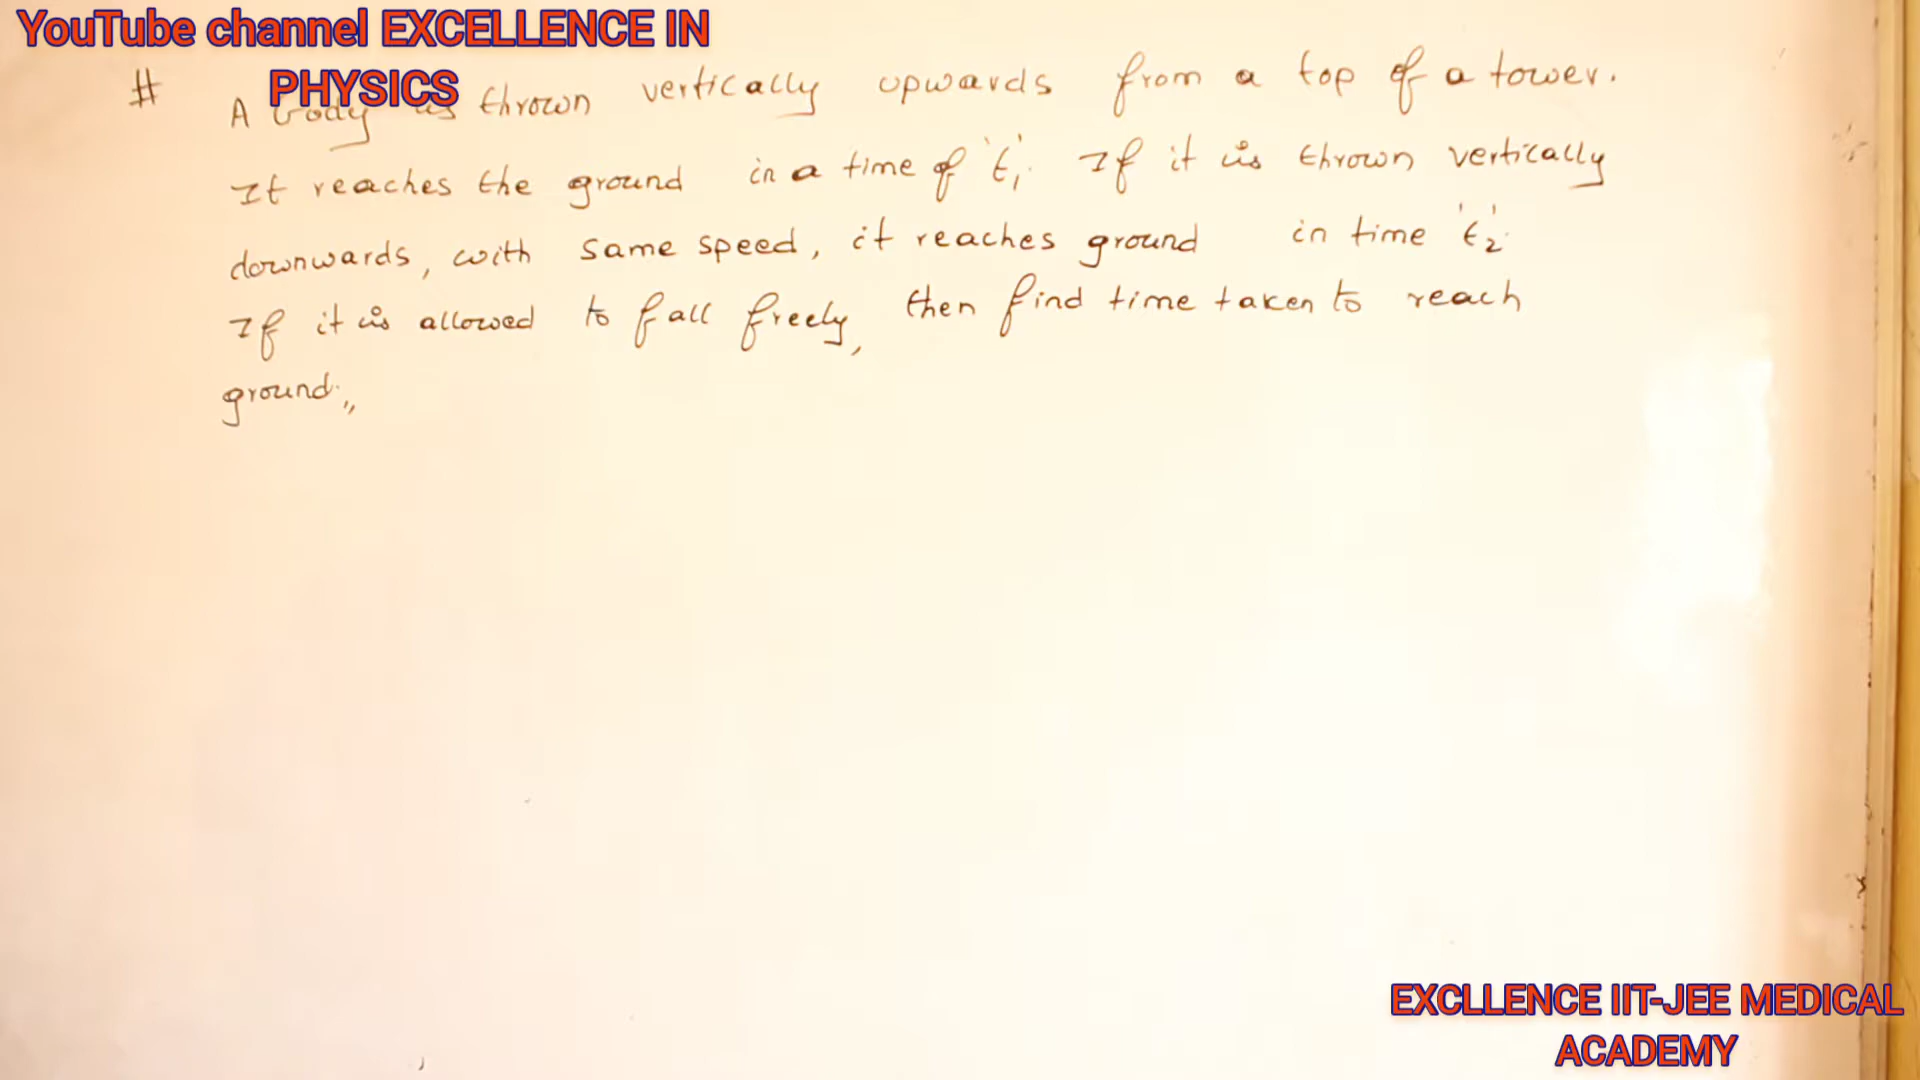 YouTube channel EXCELLENCE IN
PHYSICS
# A body is thrown vertically upwards from a top of a tower.
It reaches the ground in a time of 't₁'. If it is thrown vertically
downwards, with same speed, it reaches ground in time 't₂'.
If it is allowed to fall freely, then find time taken to reach
ground.,,
EXCLLENCE IIT-JEE MEDICAL
ACADEMY